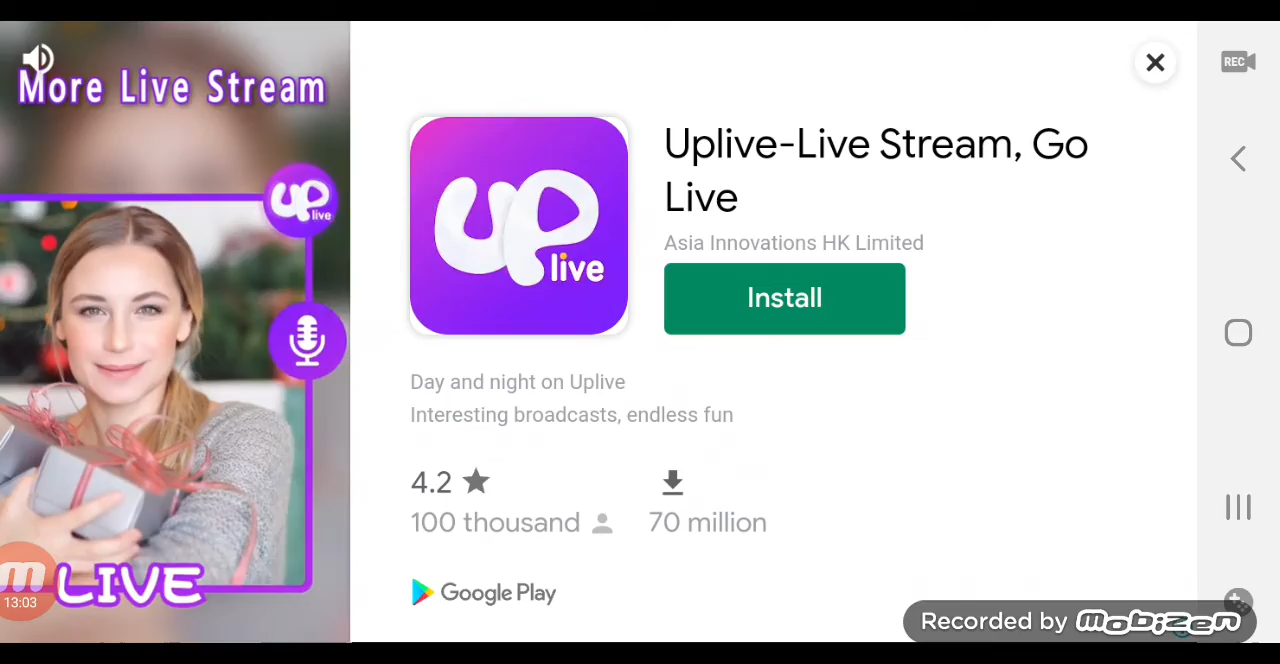 More Live Stream
UP live
LIVE
13:03
UP live
Uplive-Live Stream, Go
Live
Asia Innovations HK Limited
Install
Day and night on Uplive
Interesting broadcasts, endless fun
4.2
100 thousand
70 million
Google Play
REC
Recorded by mobizen